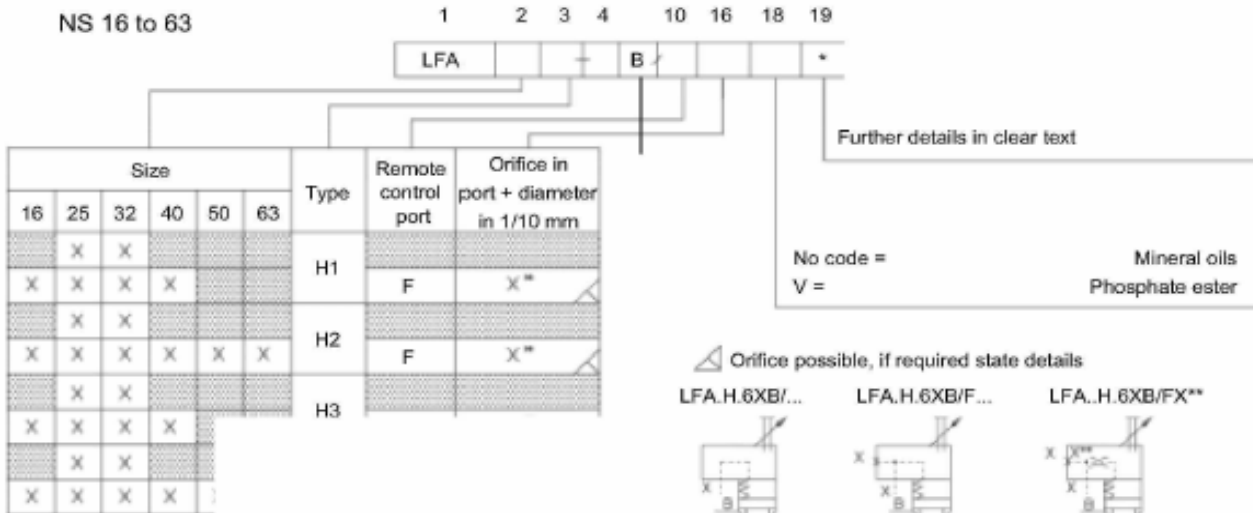 NS 16 to 63
1 2 3 4 10 16 18 19
LFA – B / *
Further details in clear text
Size Type Remote control port Orifice in port + diameter in 1/10 mm
16 25 32 40 50 63
X X H1
X X X X F X**
X X H2
X X X X X X F X**
X X H3
X X X X
X X
X X X X
No code = Mineral oils
V = Phosphate ester
Orifice possible, if required state details
LFA.H.6XB/... LFA.H.6XB/F... LFA..H.6XB/FX**
X X X X**
X X X
B B B